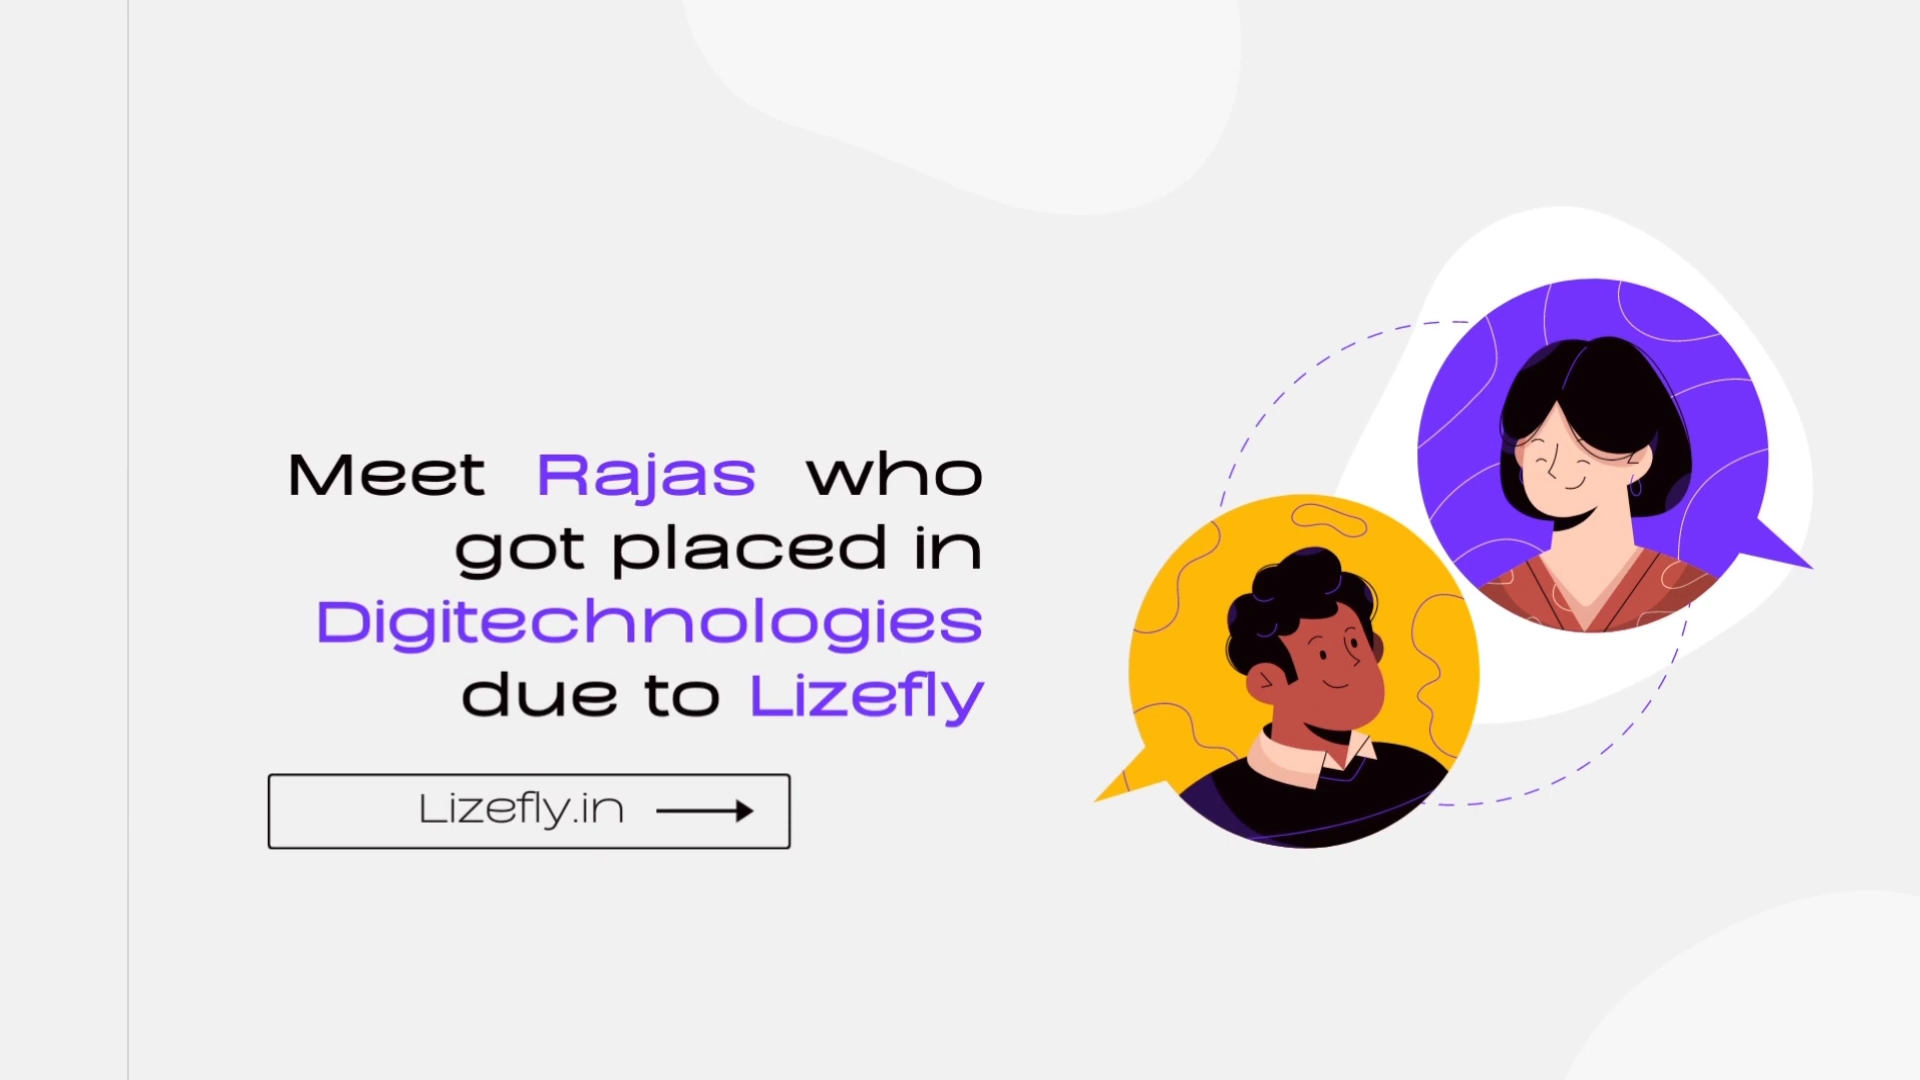 Meet Rajas who
got placed in
Digitechnologies
due to Lizefly
Lizefly.in